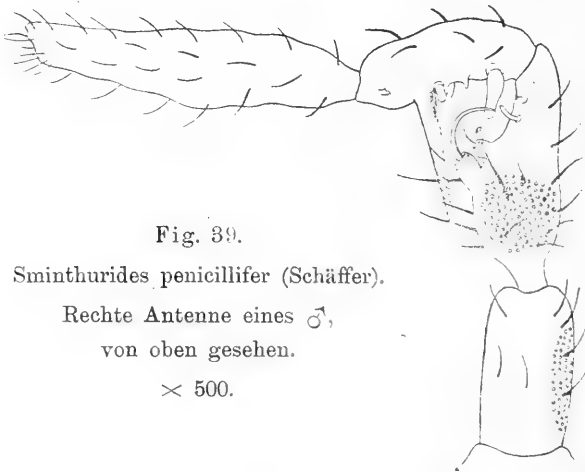 Fig. 39.
Sminthurides penicillifer (Schäffer).
Rechte Antenne eines ♂,
von oben gesehen.
× 500.